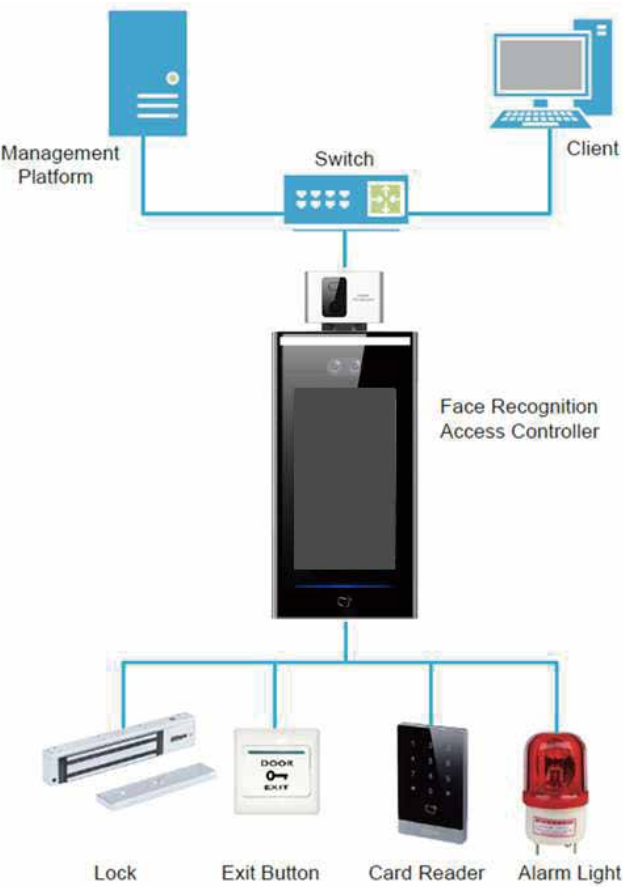 Management
Platform
Switch
Client
Face Recognition
Access Controller
DOOR
EXIT
Lock
Exit Button
Card Reader
Alarm Light